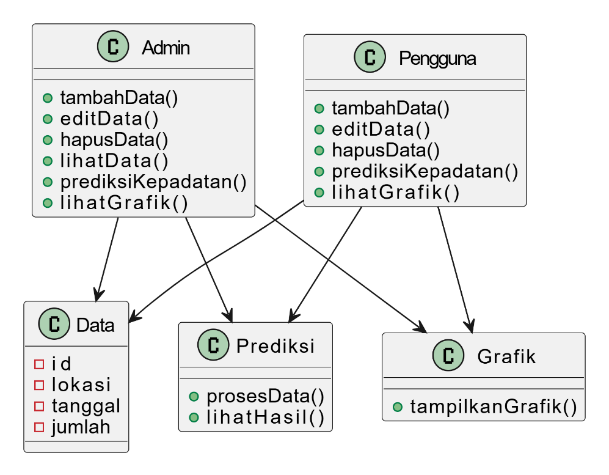 C Admin
tambahData()
editData()
hapusData()
lihatData()
prediksiKepadatan()
lihatGrafik()
C Pengguna
tambahData()
editData()
hapusData()
prediksiKepadatan()
lihatGrafik()
C Data
id
lokasi
tanggal
jumlah
C Prediksi
prosesData()
lihatHasil()
C Grafik
tampilkanGrafik()